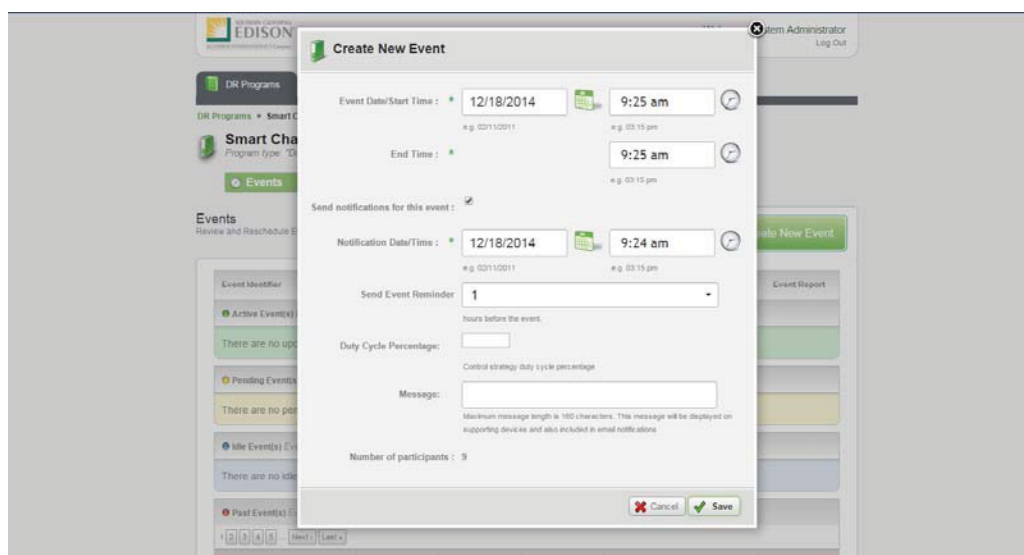 SOUTHERN CALIFORNIA
EDISON
System Administrator
Log Out
DR Programs
DR Programs Smart C
Smart Cha
Program type: "D
Events
Events
Review and Reschedule E
ate New Event
Event Identifier
Event Report
Active Event(s)
There are no upc
Pending Event(s
There are no pen
Idle Event(s) Eve
There are no idle
Past Event(s) E
1 2 3 4 5 ... Next › Last »
Create New Event
Event Date/Start Time : * 12/18/2014 9:25 am
e.g. 02/11/2011 e.g. 03:15 pm
End Time : * 9:25 am
e.g. 03:15 pm
Send notifications for this event :
Notification Date/Time : * 12/18/2014 9:24 am
e.g. 02/11/2011 e.g. 03:15 pm
Send Event Reminder 1
hours before the event.
Duty Cycle Percentage:
Control strategy duty cycle percentage
Message:
Maximum message length is 160 characters. This message will be displayed on
supporting devices and also included in email notifications
Number of participants : 9
Cancel Save